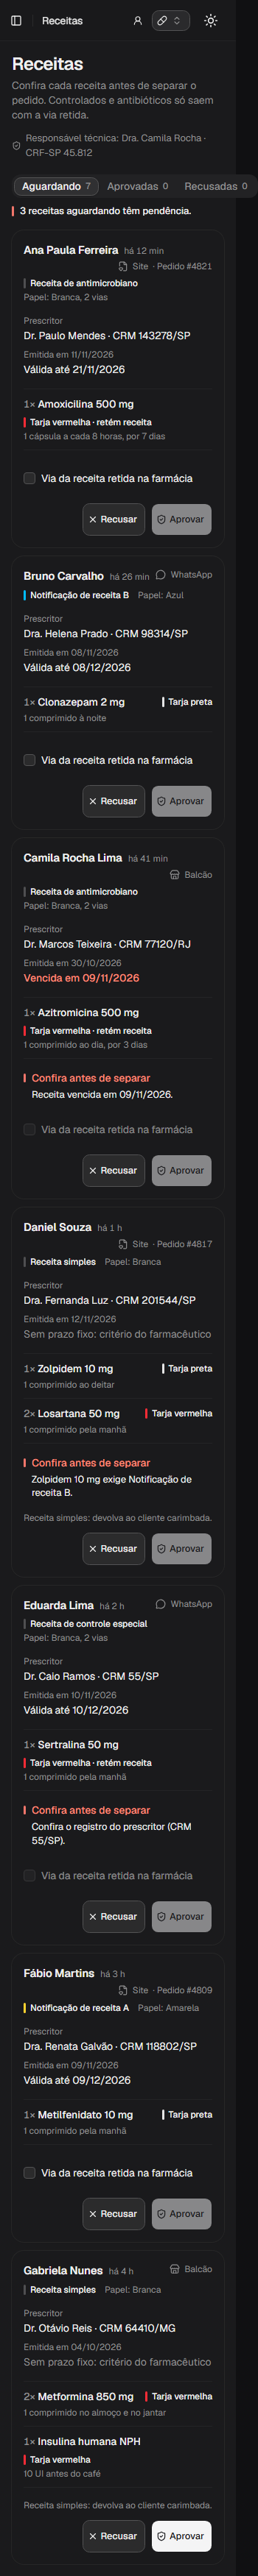 Receitas
Receitas
Confira cada receita antes de separar o
pedido. Controlados e antibióticos só saem
com a via retida.
Responsável técnica: Dra. Camila Rocha ·
CRF-SP 45.812
Aguardando 7 Aprovadas 0 Recusadas 0
3 receitas aguardando têm pendência.
Ana Paula Ferreira há 12 min
Site · Pedido #4821
Receita de antimicrobiano
Papel: Branca, 2 vias
Prescritor
Dr. Paulo Mendes · CRM 143278/SP
Emitida em 11/11/2026
Válida até 21/11/2026
1× Amoxicilina 500 mg
Tarja vermelha · retém receita
1 cápsula a cada 8 horas, por 7 dias
Via da receita retida na farmácia
Recusar Aprovar
Bruno Carvalho há 26 min WhatsApp
Notificação de receita B Papel: Azul
Prescritor
Dra. Helena Prado · CRM 98314/SP
Emitida em 08/11/2026
Válida até 08/12/2026
1× Clonazepam 2 mg Tarja preta
1 comprimido à noite
Via da receita retida na farmácia
Recusar Aprovar
Camila Rocha Lima há 41 min
Balcão
Receita de antimicrobiano
Papel: Branca, 2 vias
Prescritor
Dr. Marcos Teixeira · CRM 77120/RJ
Emitida em 30/10/2026
Vencida em 09/11/2026
1× Azitromicina 500 mg
Tarja vermelha · retém receita
1 comprimido ao dia, por 3 dias
Confira antes de separar
Receita vencida em 09/11/2026.
Via da receita retida na farmácia
Recusar Aprovar
Daniel Souza há 1 h
Site · Pedido #4817
Receita simples Papel: Branca
Prescritor
Dra. Fernanda Luz · CRM 201544/SP
Emitida em 12/11/2026
Sem prazo fixo: critério do farmacêutico
1× Zolpidem 10 mg Tarja preta
1 comprimido ao deitar
2× Losartana 50 mg Tarja vermelha
1 comprimido pela manhã
Confira antes de separar
Zolpidem 10 mg exige Notificação de
receita B.
Receita simples: devolva ao cliente carimbada.
Recusar Aprovar
Eduarda Lima há 2 h WhatsApp
Receita de controle especial
Papel: Branca, 2 vias
Prescritor
Dr. Caio Ramos · CRM 55/SP
Emitida em 10/11/2026
Válida até 10/12/2026
1× Sertralina 50 mg
Tarja vermelha · retém receita
1 comprimido pela manhã
Confira antes de separar
Confira o registro do prescritor (CRM
55/SP).
Via da receita retida na farmácia
Recusar Aprovar
Fábio Martins há 3 h
Site · Pedido #4809
Notificação de receita A Papel: Amarela
Prescritor
Dra. Renata Galvão · CRM 118802/SP
Emitida em 09/11/2026
Válida até 09/12/2026
1× Metilfenidato 10 mg Tarja preta
1 comprimido pela manhã
Via da receita retida na farmácia
Recusar Aprovar
Gabriela Nunes há 4 h Balcão
Receita simples Papel: Branca
Prescritor
Dr. Otávio Reis · CRM 64410/MG
Emitida em 04/10/2026
Sem prazo fixo: critério do farmacêutico
2× Metformina 850 mg Tarja vermelha
1 comprimido no almoço e no jantar
1× Insulina humana NPH
Tarja vermelha
10 UI antes do café
Receita simples: devolva ao cliente carimbada.
Recusar Aprovar